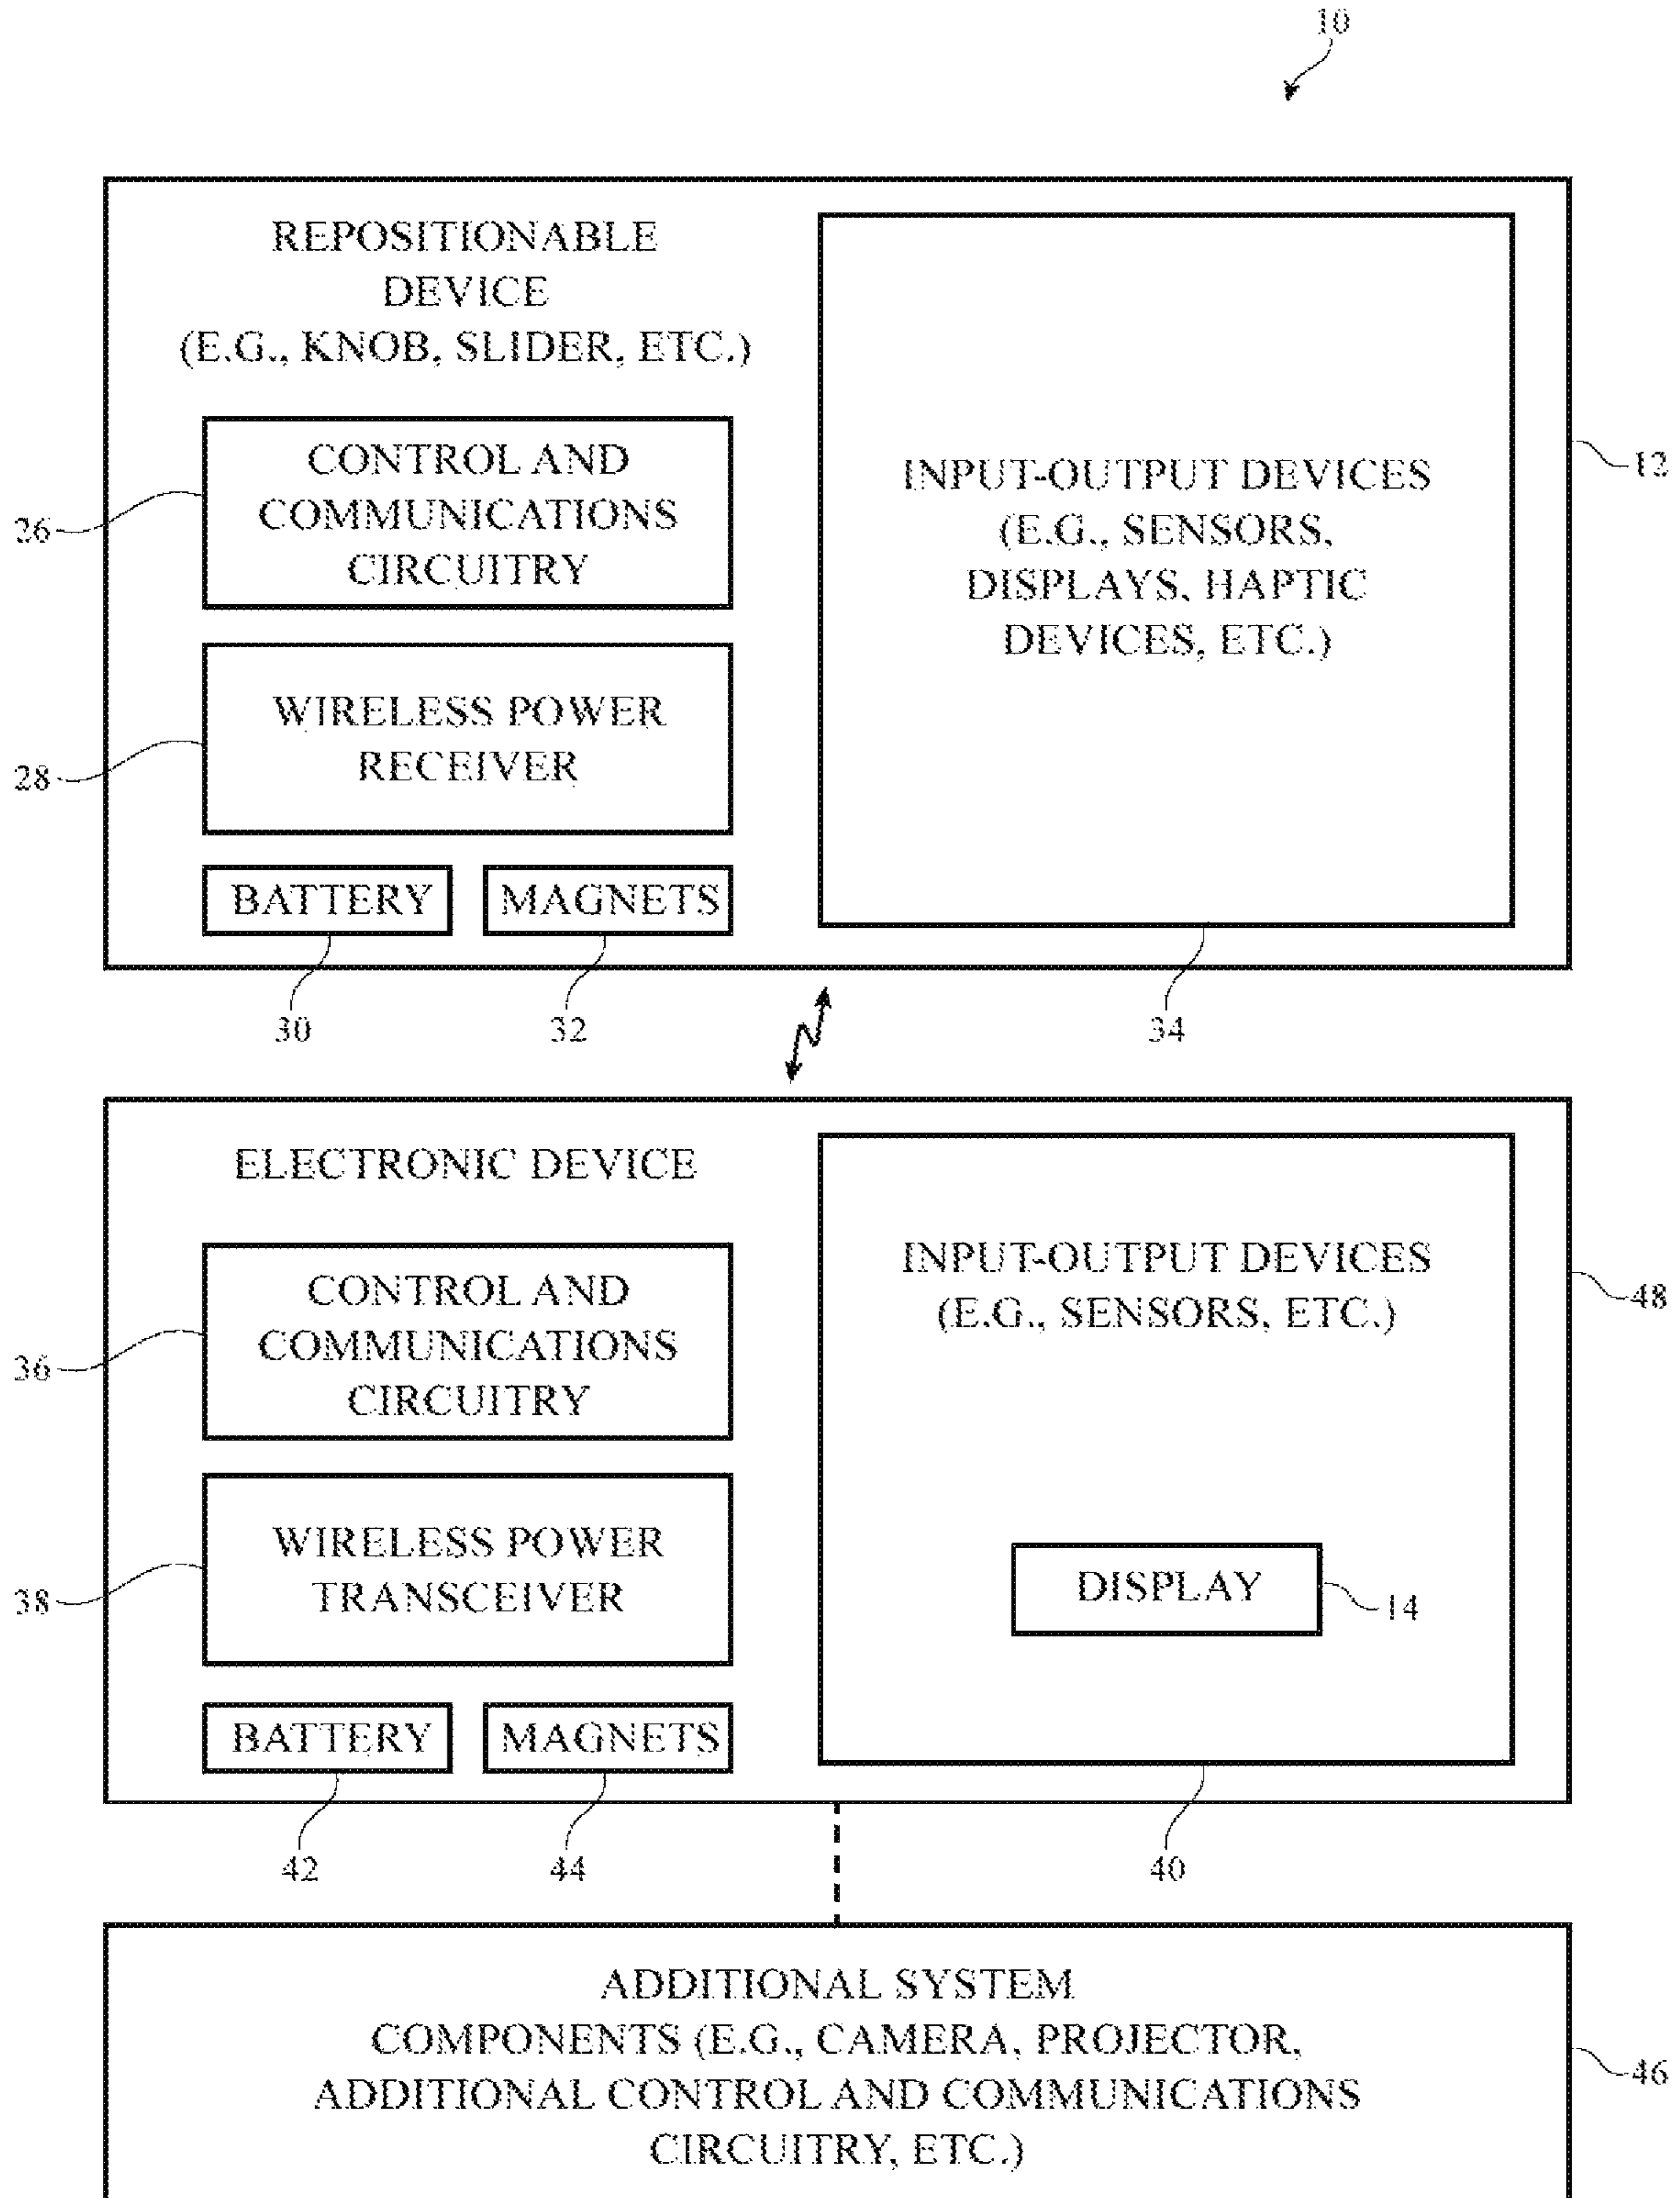 10
REPOSITIONABLE
DEVICE
(E.G., KNOB, SLIDER, ETC.)
CONTROL AND
COMMUNICATIONS
CIRCUITRY
26
WIRELESS POWER
RECEIVER
28
BATTERY
MAGNETS
30
32
INPUT-OUTPUT DEVICES
(E.G., SENSORS,
DISPLAYS, HAPTIC
DEVICES, ETC.)
12
34
ELECTRONIC DEVICE
CONTROL AND
COMMUNICATIONS
CIRCUITRY
36
WIRELESS POWER
TRANSCEIVER
38
BATTERY
MAGNETS
42
44
INPUT-OUTPUT DEVICES
(E.G., SENSORS, ETC.)
48
DISPLAY
14
40
ADDITIONAL SYSTEM
COMPONENTS (E.G., CAMERA, PROJECTOR,
ADDITIONAL CONTROL AND COMMUNICATIONS
CIRCUITRY, ETC.)
46